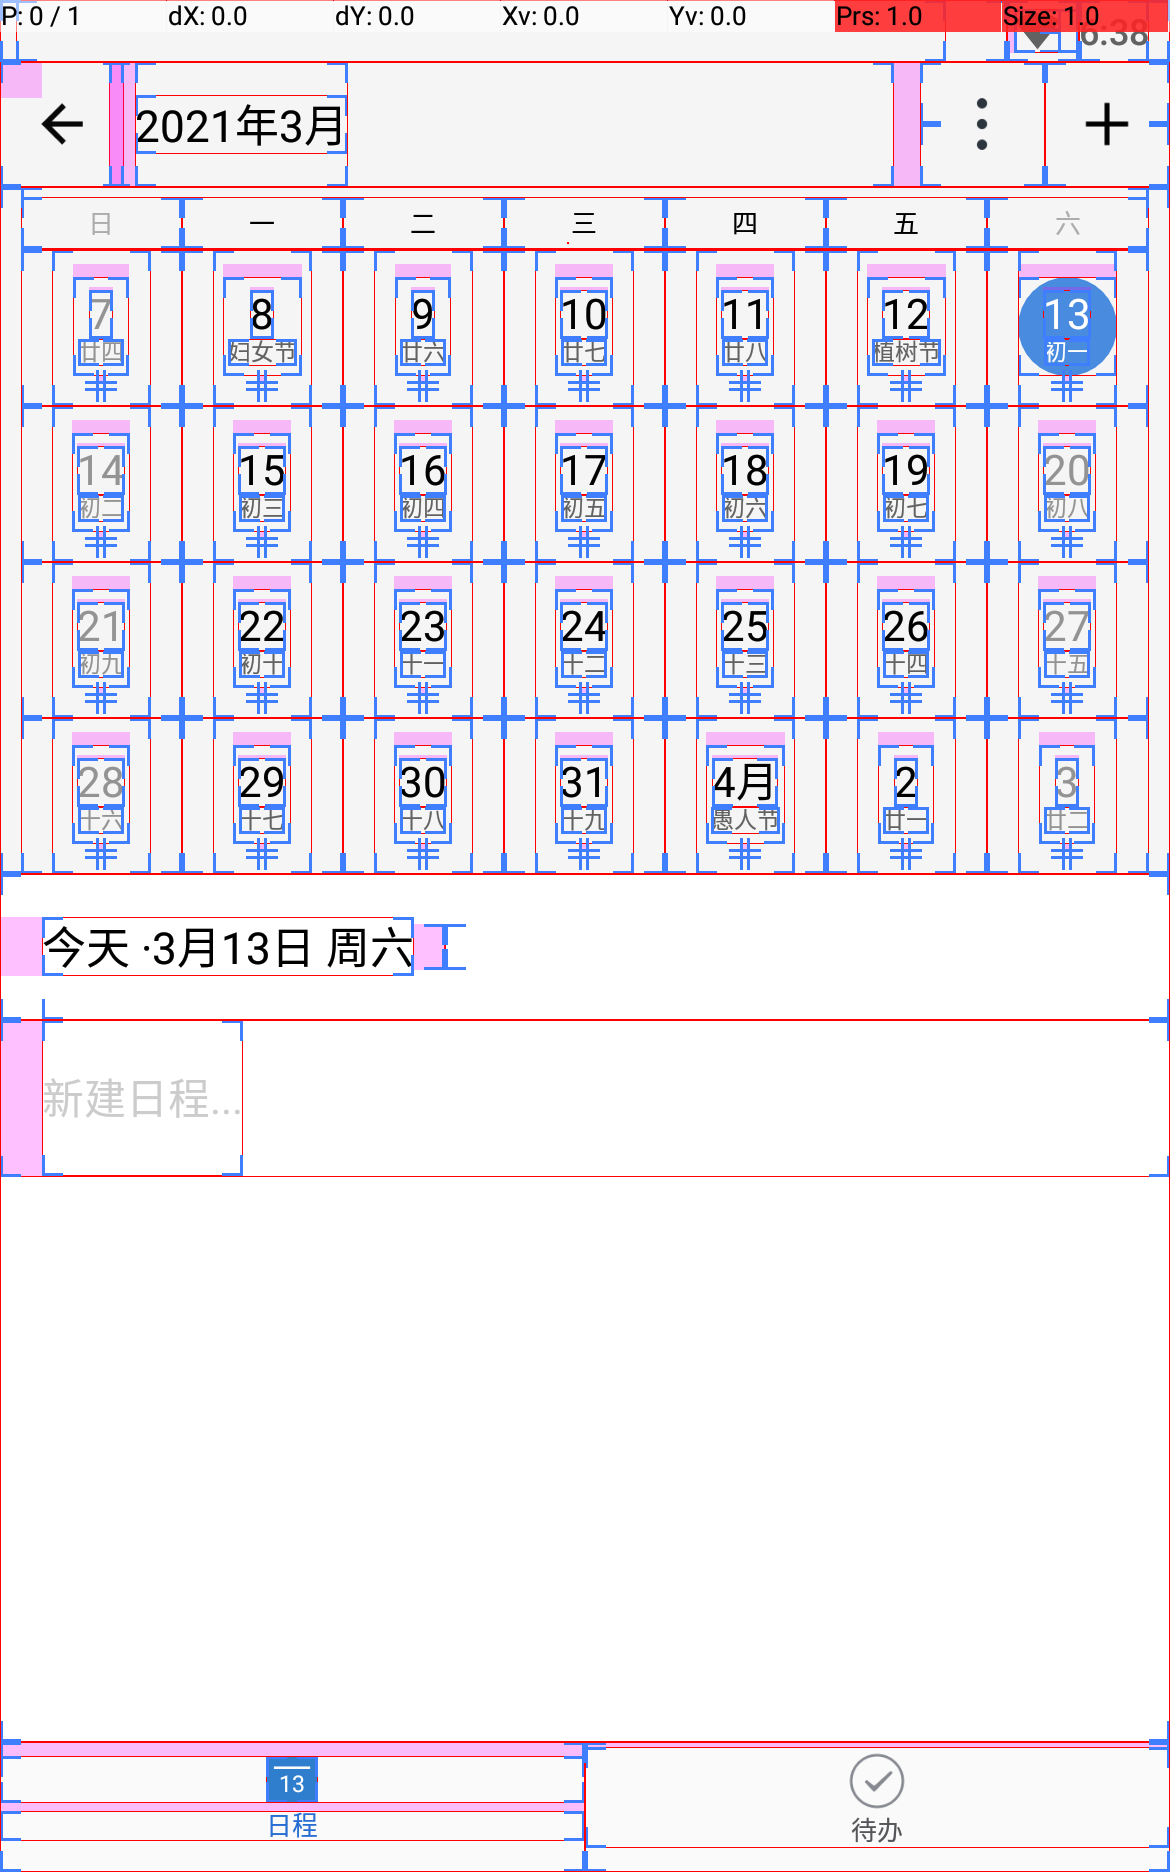 P: 0 / 1 dX: 0.0 dY: 0.0 Xv: 0.0 Yv: 0.0 Prs: 1.0 Size: 1.0
6:38
2021年3月
日 一 二 三 四 五 六
7 8 9 10 11 12 13
廿四 妇女节 廿六 廿七 廿八 植树节 初一
14 15 16 17 18 19 20
初二 初三 初四 初五 初六 初七 初八
21 22 23 24 25 26 27
初九 初十 十一 十二 十三 十四 十五
28 29 30 31 4月 2 3
十六 十七 十八 十九 愚人节 廿一 廿二
今天 ·3月13日 周六
新建日程...
13
日程 待办